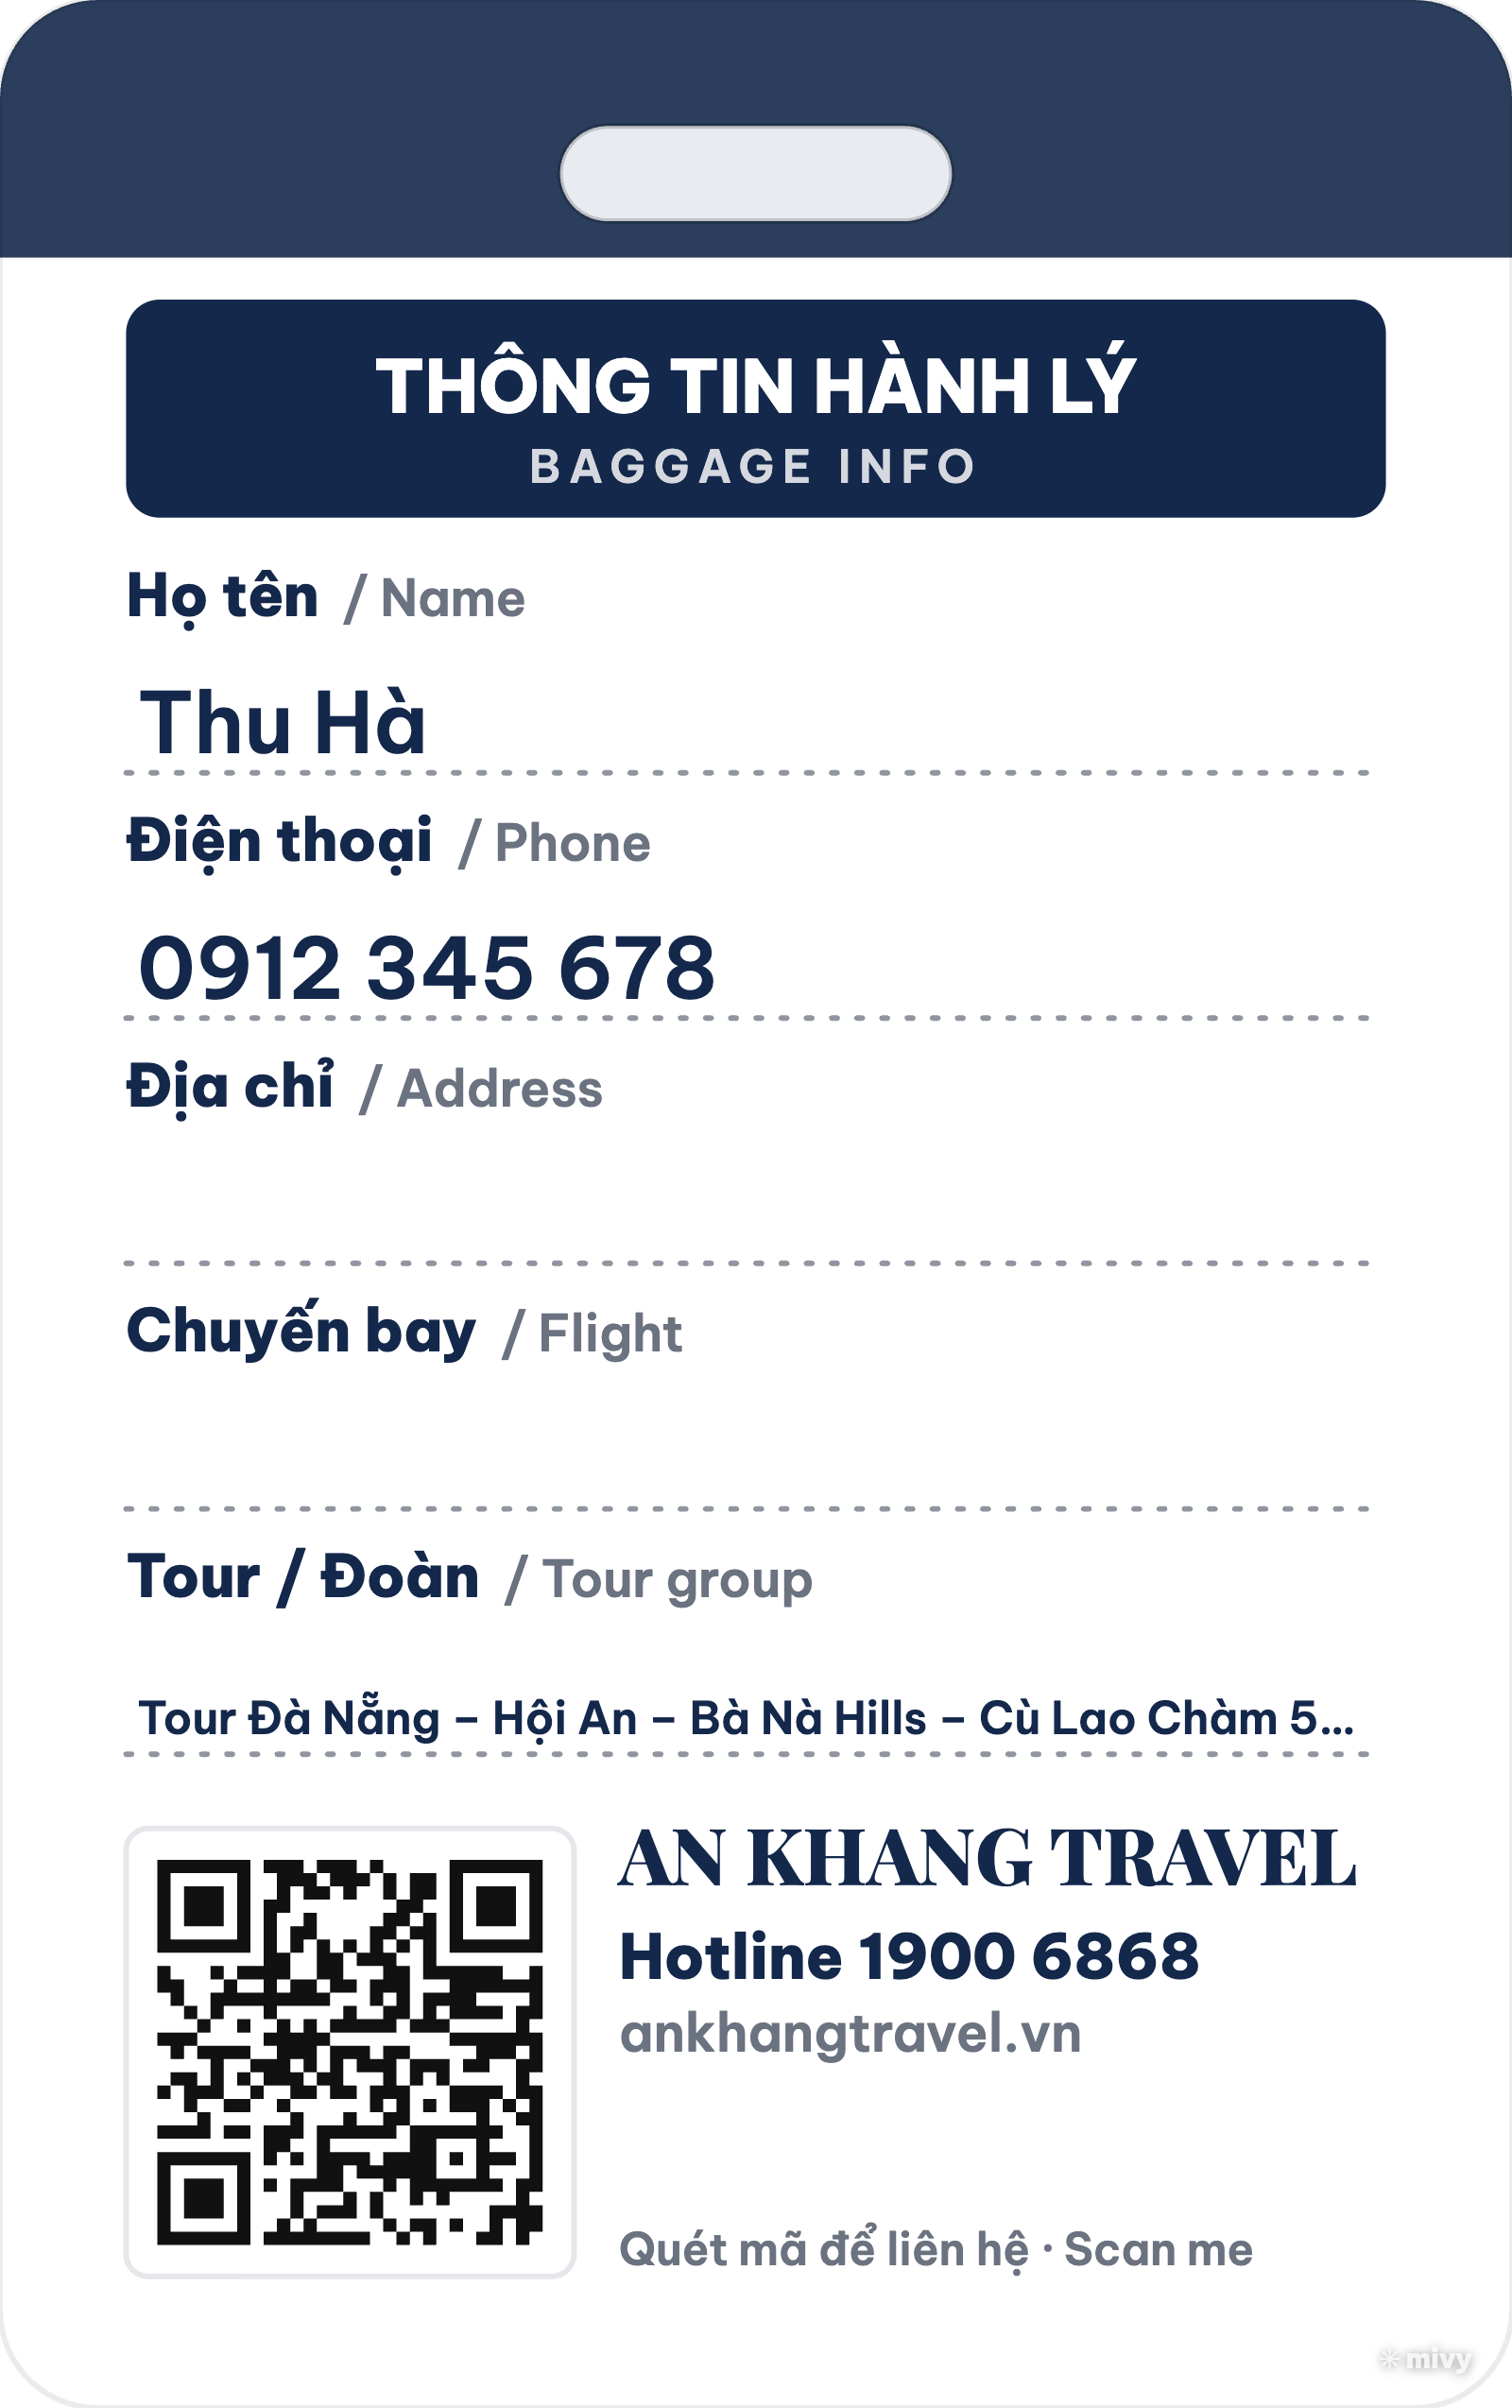 THÔNG TIN HÀNH LÝ
BAGGAGE INFO
Họ tên / Name
Thu Hà
Điện thoại / Phone
0912 345 678
Địa chỉ / Address
Chuyến bay / Flight
Tour / Đoàn / Tour group
Tour Đà Nẵng – Hội An – Bà Nà Hills – Cù Lao Chàm 5...
AN KHANG TRAVEL
Hotline 1900 6868
ankhangtravel.vn
Quét mã để liên hệ · Scan me
mivy